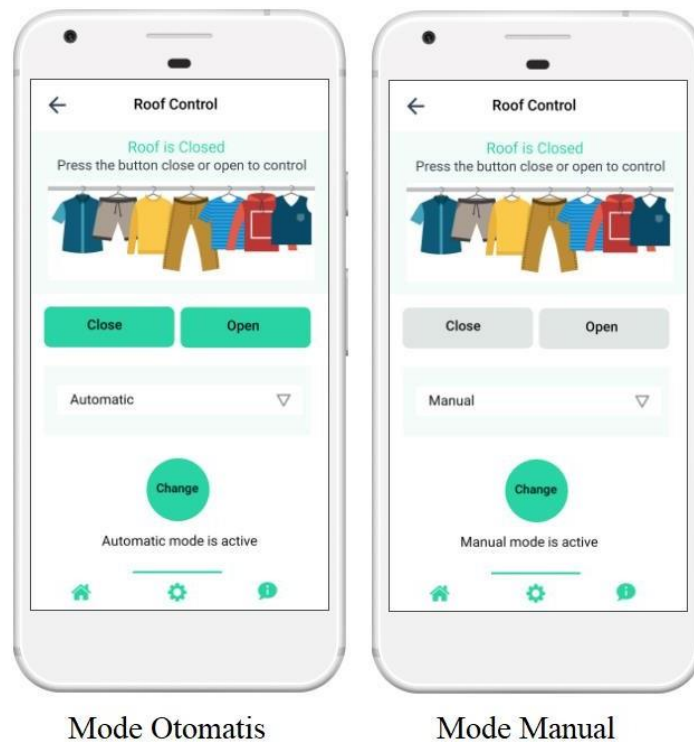 Roof Control
Roof is Closed
Press the button close or open to control
Close
Open
Automatic
Change
Automatic mode is active
Mode Otomatis
Roof Control
Roof is Closed
Press the button close or open to control
Close
Open
Manual
Change
Manual mode is active
Mode Manual